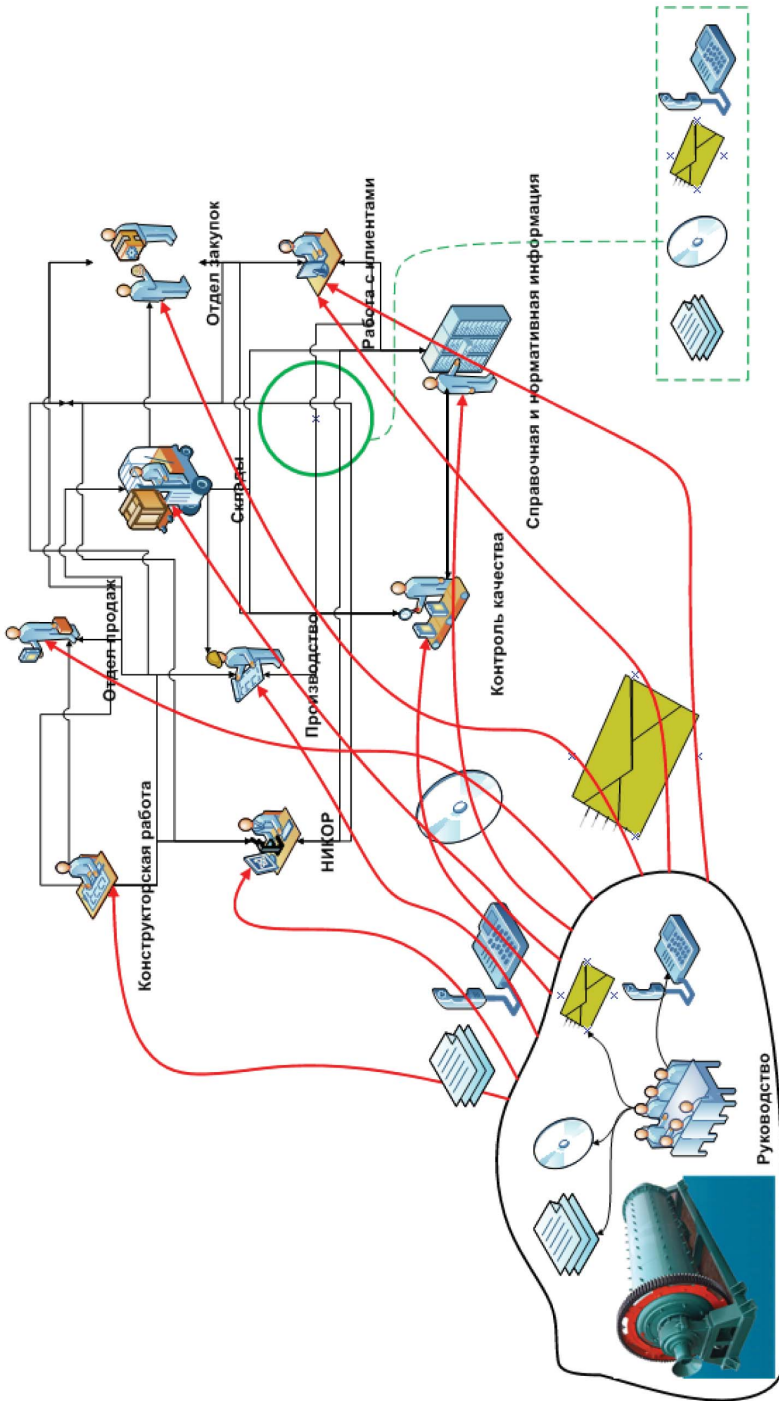 Конструкторская работа
Отдел продаж
Отдел закупок
НИКОР
Производство
Склады
Работа с клиентами
Контроль качества
Справочная и нормативная информация
Руководство